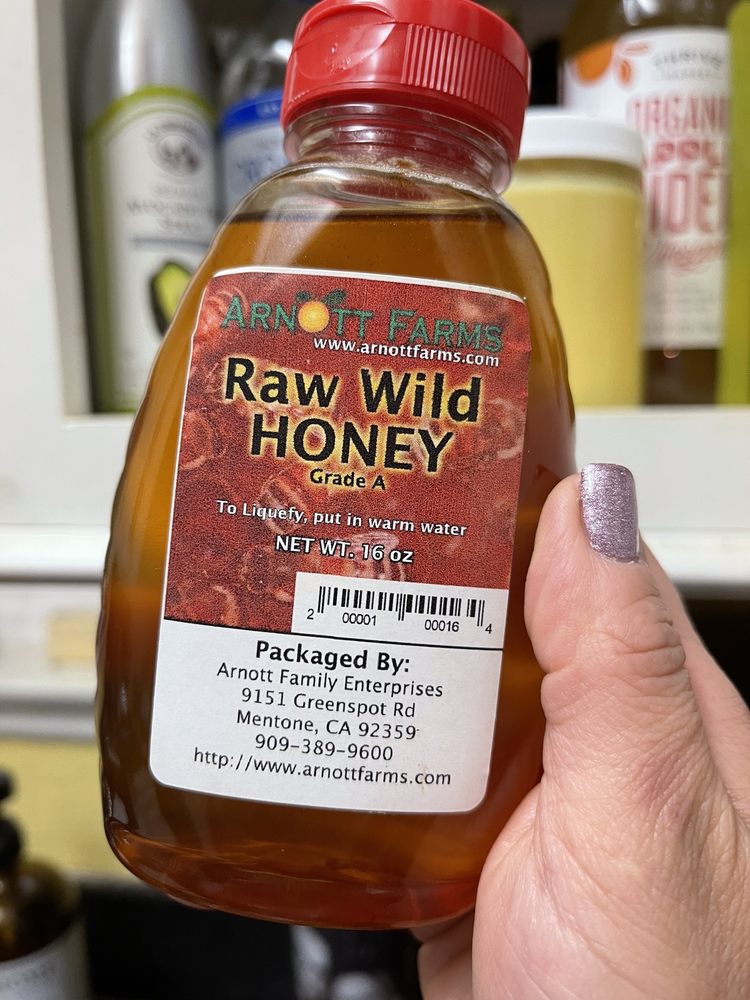 ARNOTT FARMS
www.arnottfarms.com
Raw Wild
HONEY
Grade A
To Liquefy, put in warm water
NET WT. 16 oz
2 00001 00016 4
Packaged By:
Arnott Family Enterprises
9151 Greenspot Rd
Mentone, CA 92359
909-389-9600
http://www.arnottfarms.com